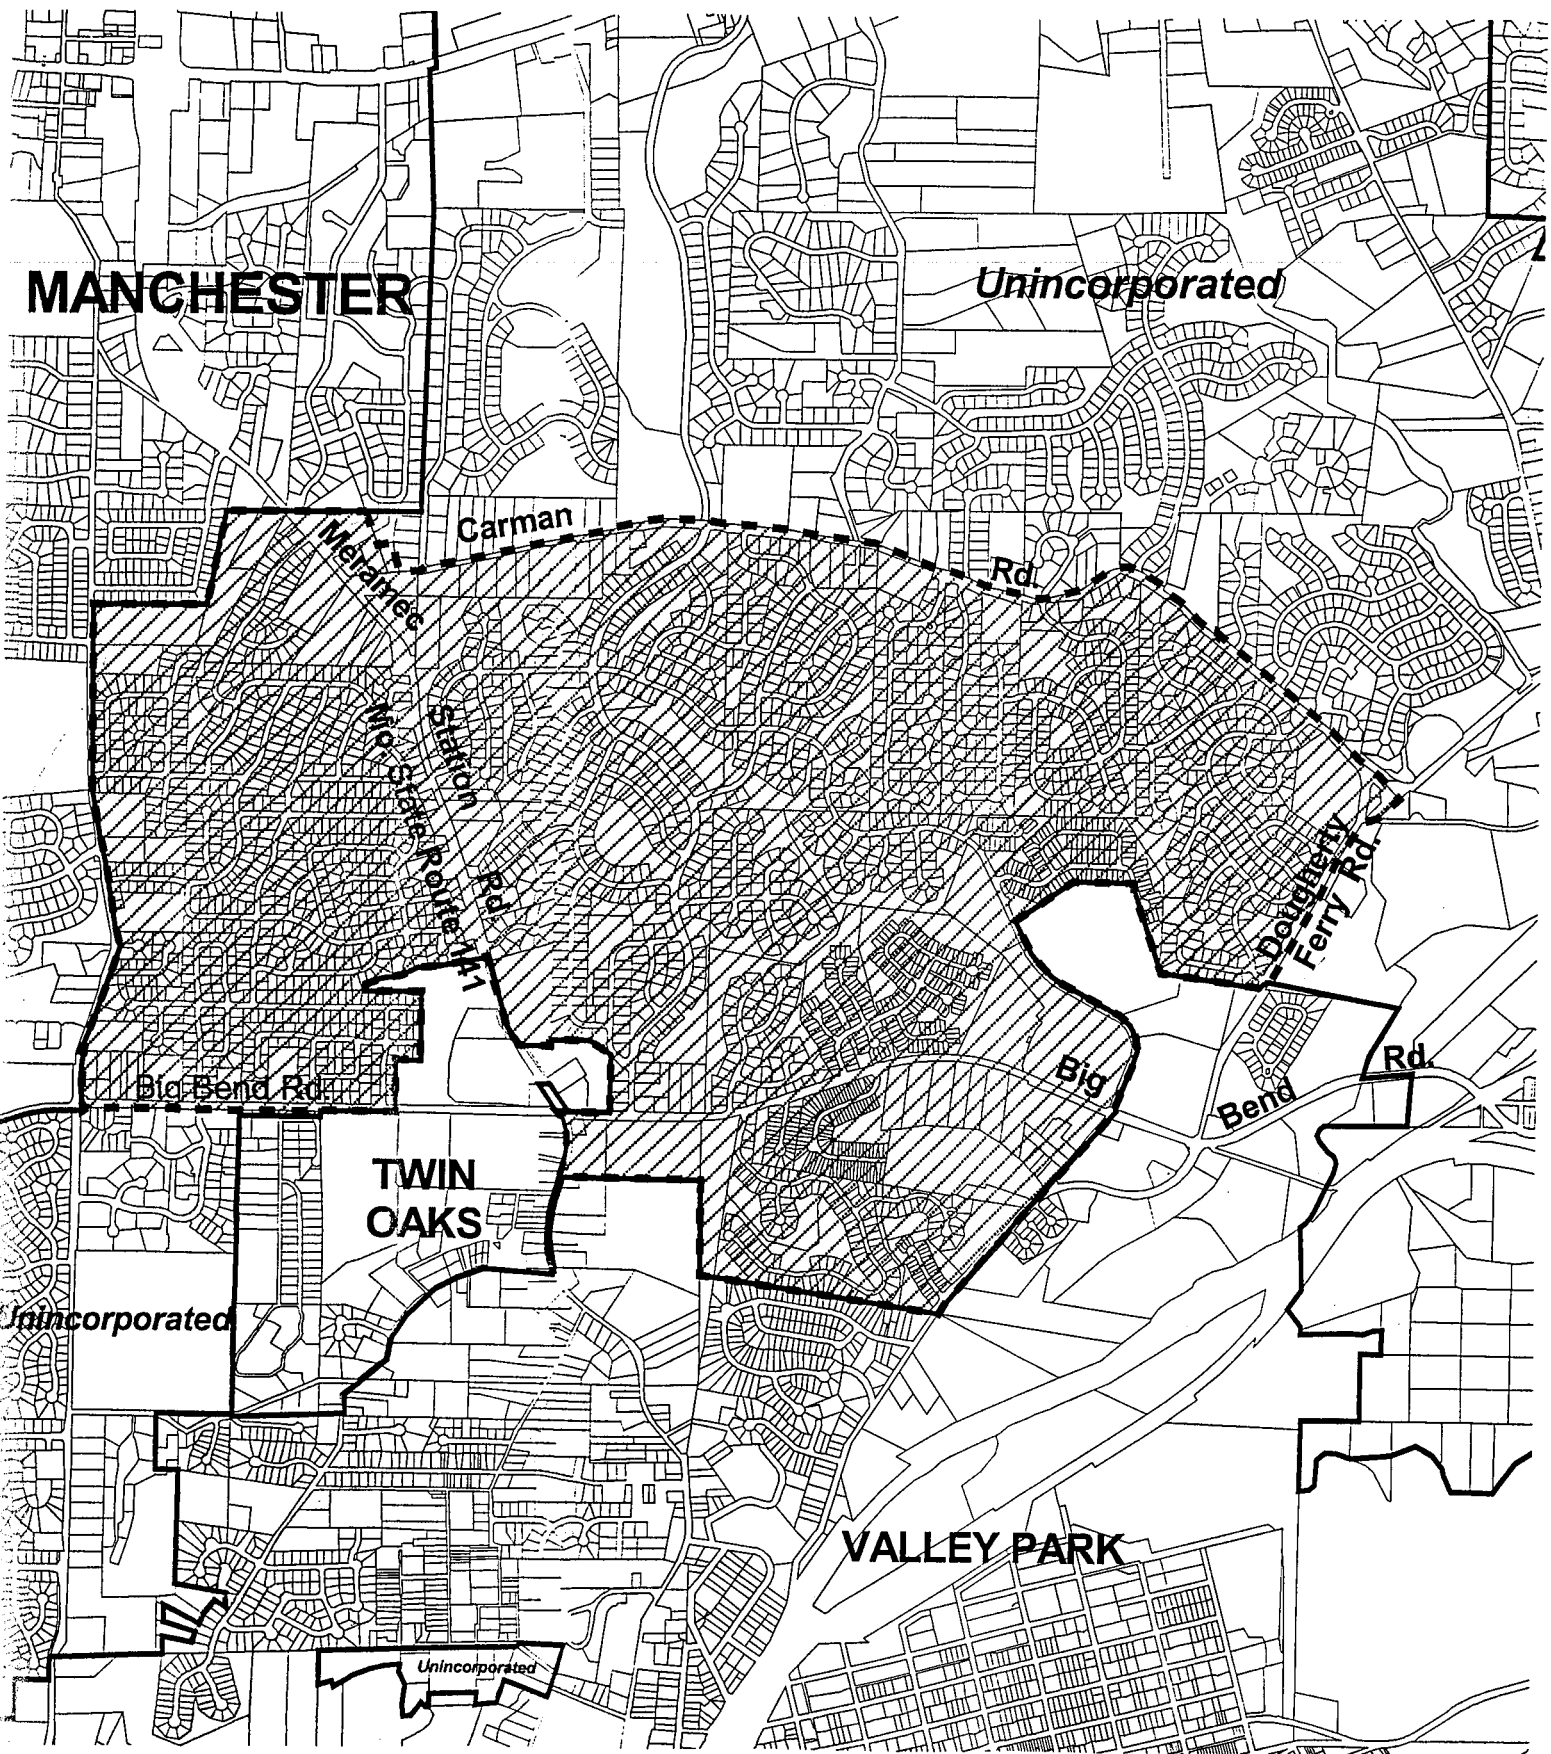 MANCHESTER
Unincorporated
Carman
Rd.
Meramec
Station
Rd.
Mo. State Route 141
Dougherty
Ferry Rd.
Big
Bend
Rd.
Big Bend Rd.
TWIN
OAKS
Unincorporated
VALLEY PARK
Unincorporated